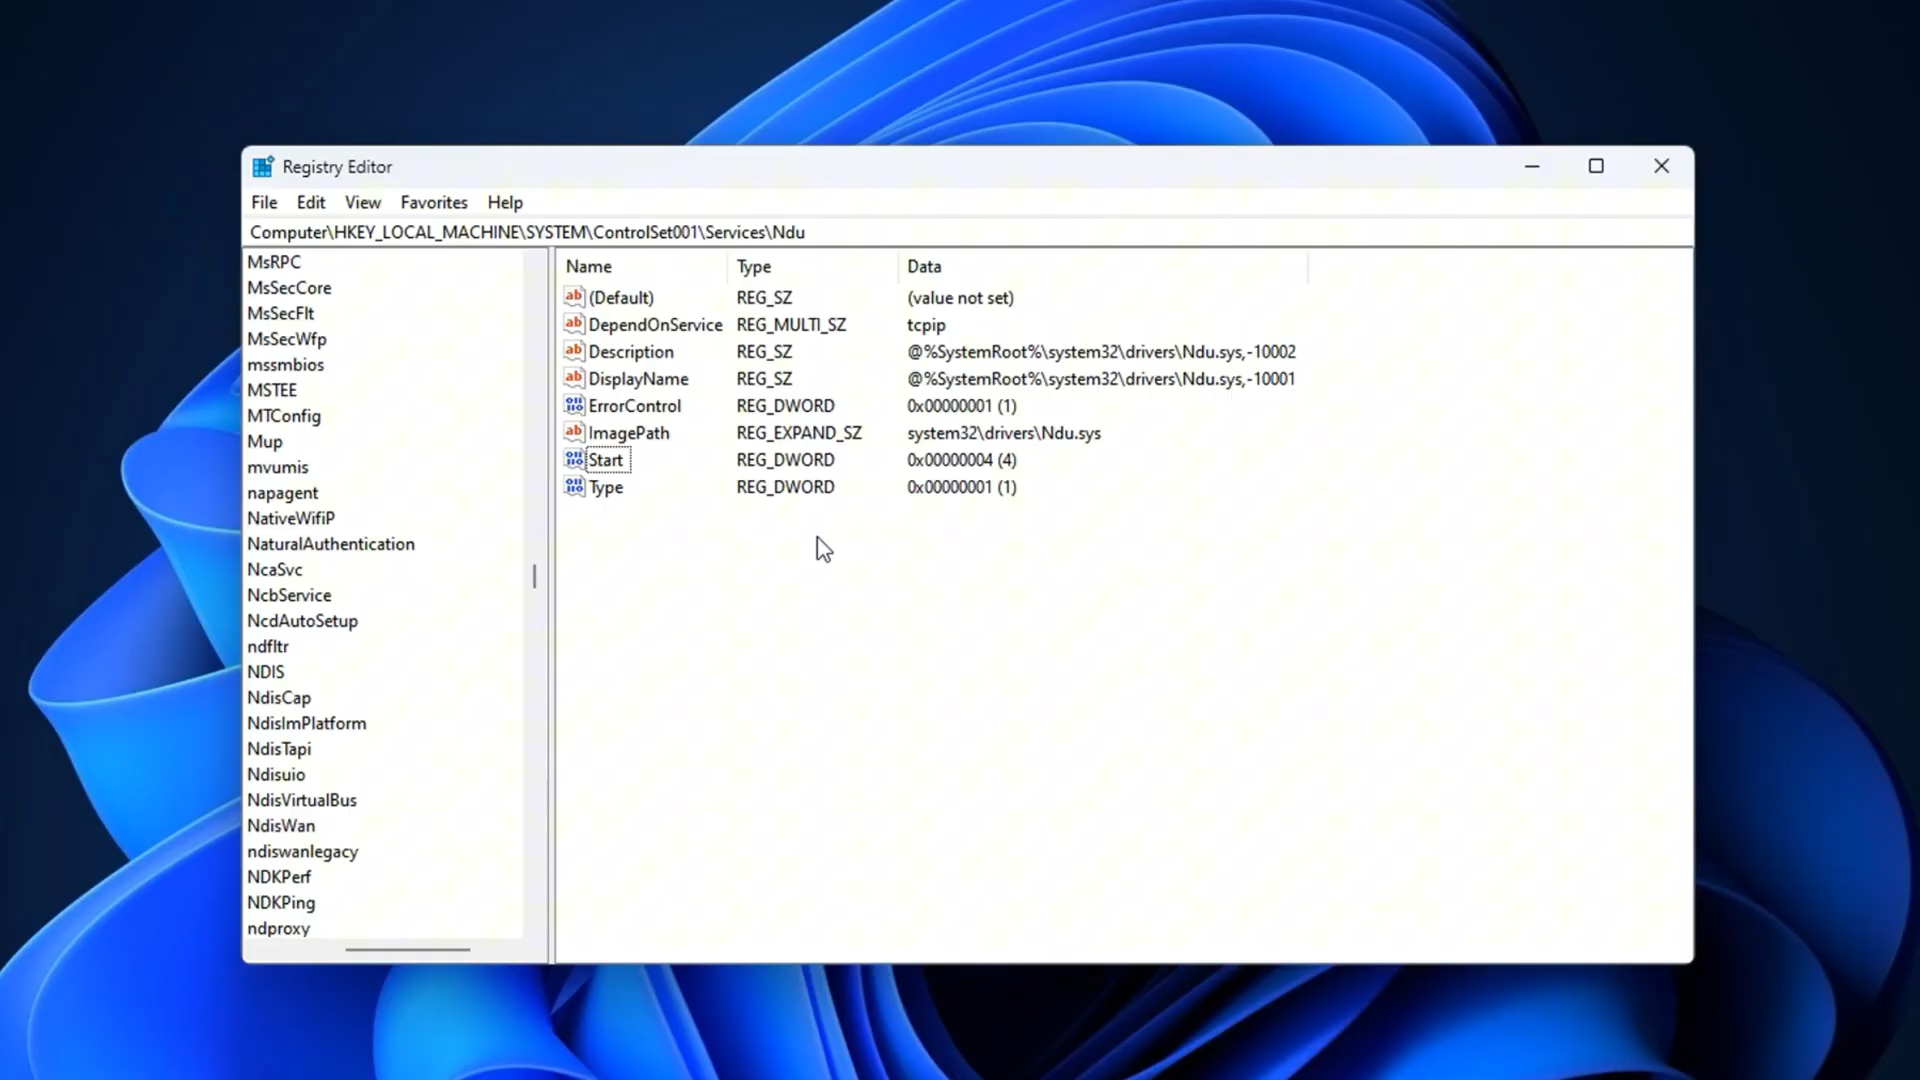 Registry Editor
File Edit View Favorites Help
Computer\HKEY_LOCAL_MACHINE\SYSTEM\ControlSet001\Services\Ndu
MsRPC
MsSecCore
MsSecFlt
MsSecWfp
mssmbios
MSTEE
MTConfig
Mup
mvumis
napagent
NativeWifiP
NaturalAuthentication
NcaSvc
NcbService
NcdAutoSetup
ndfltr
NDIS
NdisCap
NdisImPlatform
NdisTapi
Ndisuio
NdisVirtualBus
NdisWan
ndiswanlegacy
NDKPerf
NDKPing
ndproxy
Name Type Data
(Default) REG_SZ (value not set)
DependOnService REG_MULTI_SZ tcpip
Description REG_SZ @%SystemRoot%\system32\drivers\Ndu.sys,-10002
DisplayName REG_SZ @%SystemRoot%\system32\drivers\Ndu.sys,-10001
ErrorControl REG_DWORD 0x00000001 (1)
ImagePath REG_EXPAND_SZ system32\drivers\Ndu.sys
Start REG_DWORD 0x00000004 (4)
Type REG_DWORD 0x00000001 (1)